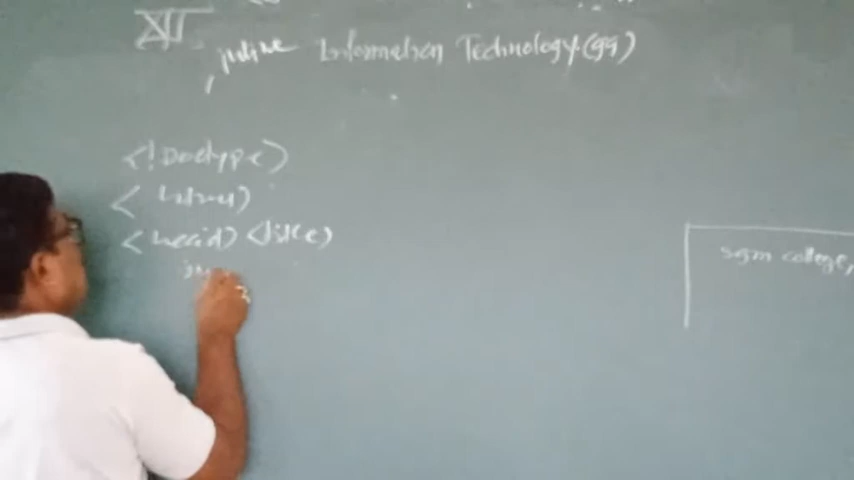 XII Information Technology (99)
<!Doctype>
<html>
<head> <title>
sgm college,